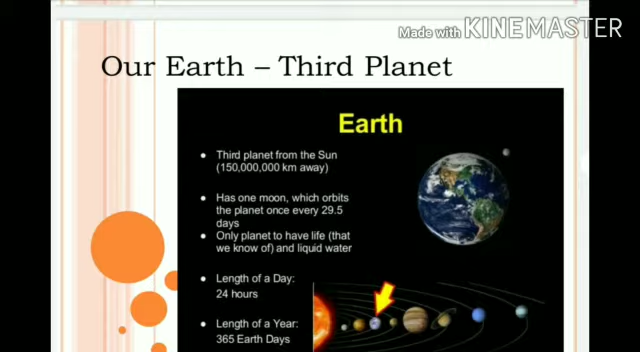 Made with KINEMASTER
Our Earth – Third Planet
Earth
• Third planet from the Sun
(150,000,000 km away)
• Has one moon, which orbits
the planet once every 29.5
days
• Only planet to have life (that
we know of) and liquid water
• Length of a Day:
24 hours
• Length of a Year:
365 Earth Days